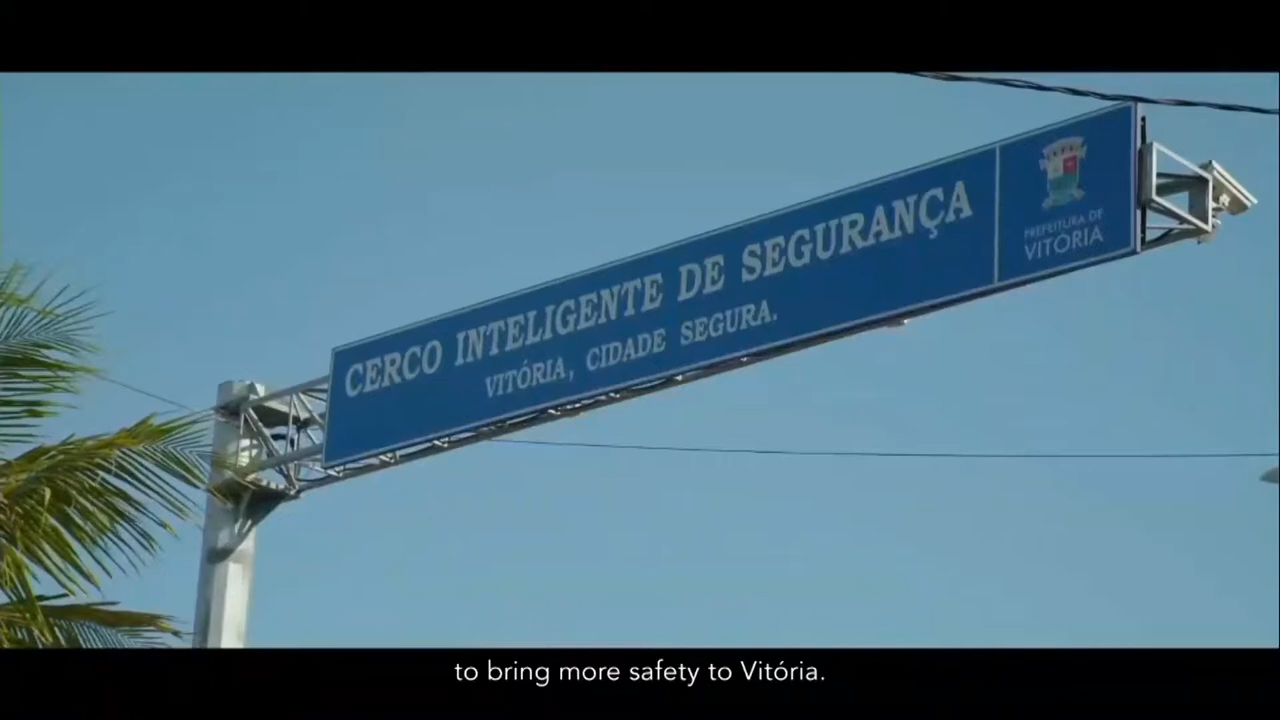 CERCO INTELIGENTE DE SEGURANÇA
VITÓRIA, CIDADE SEGURA.
PREFEITURA DE
VITÓRIA
to bring more safety to Vitória.